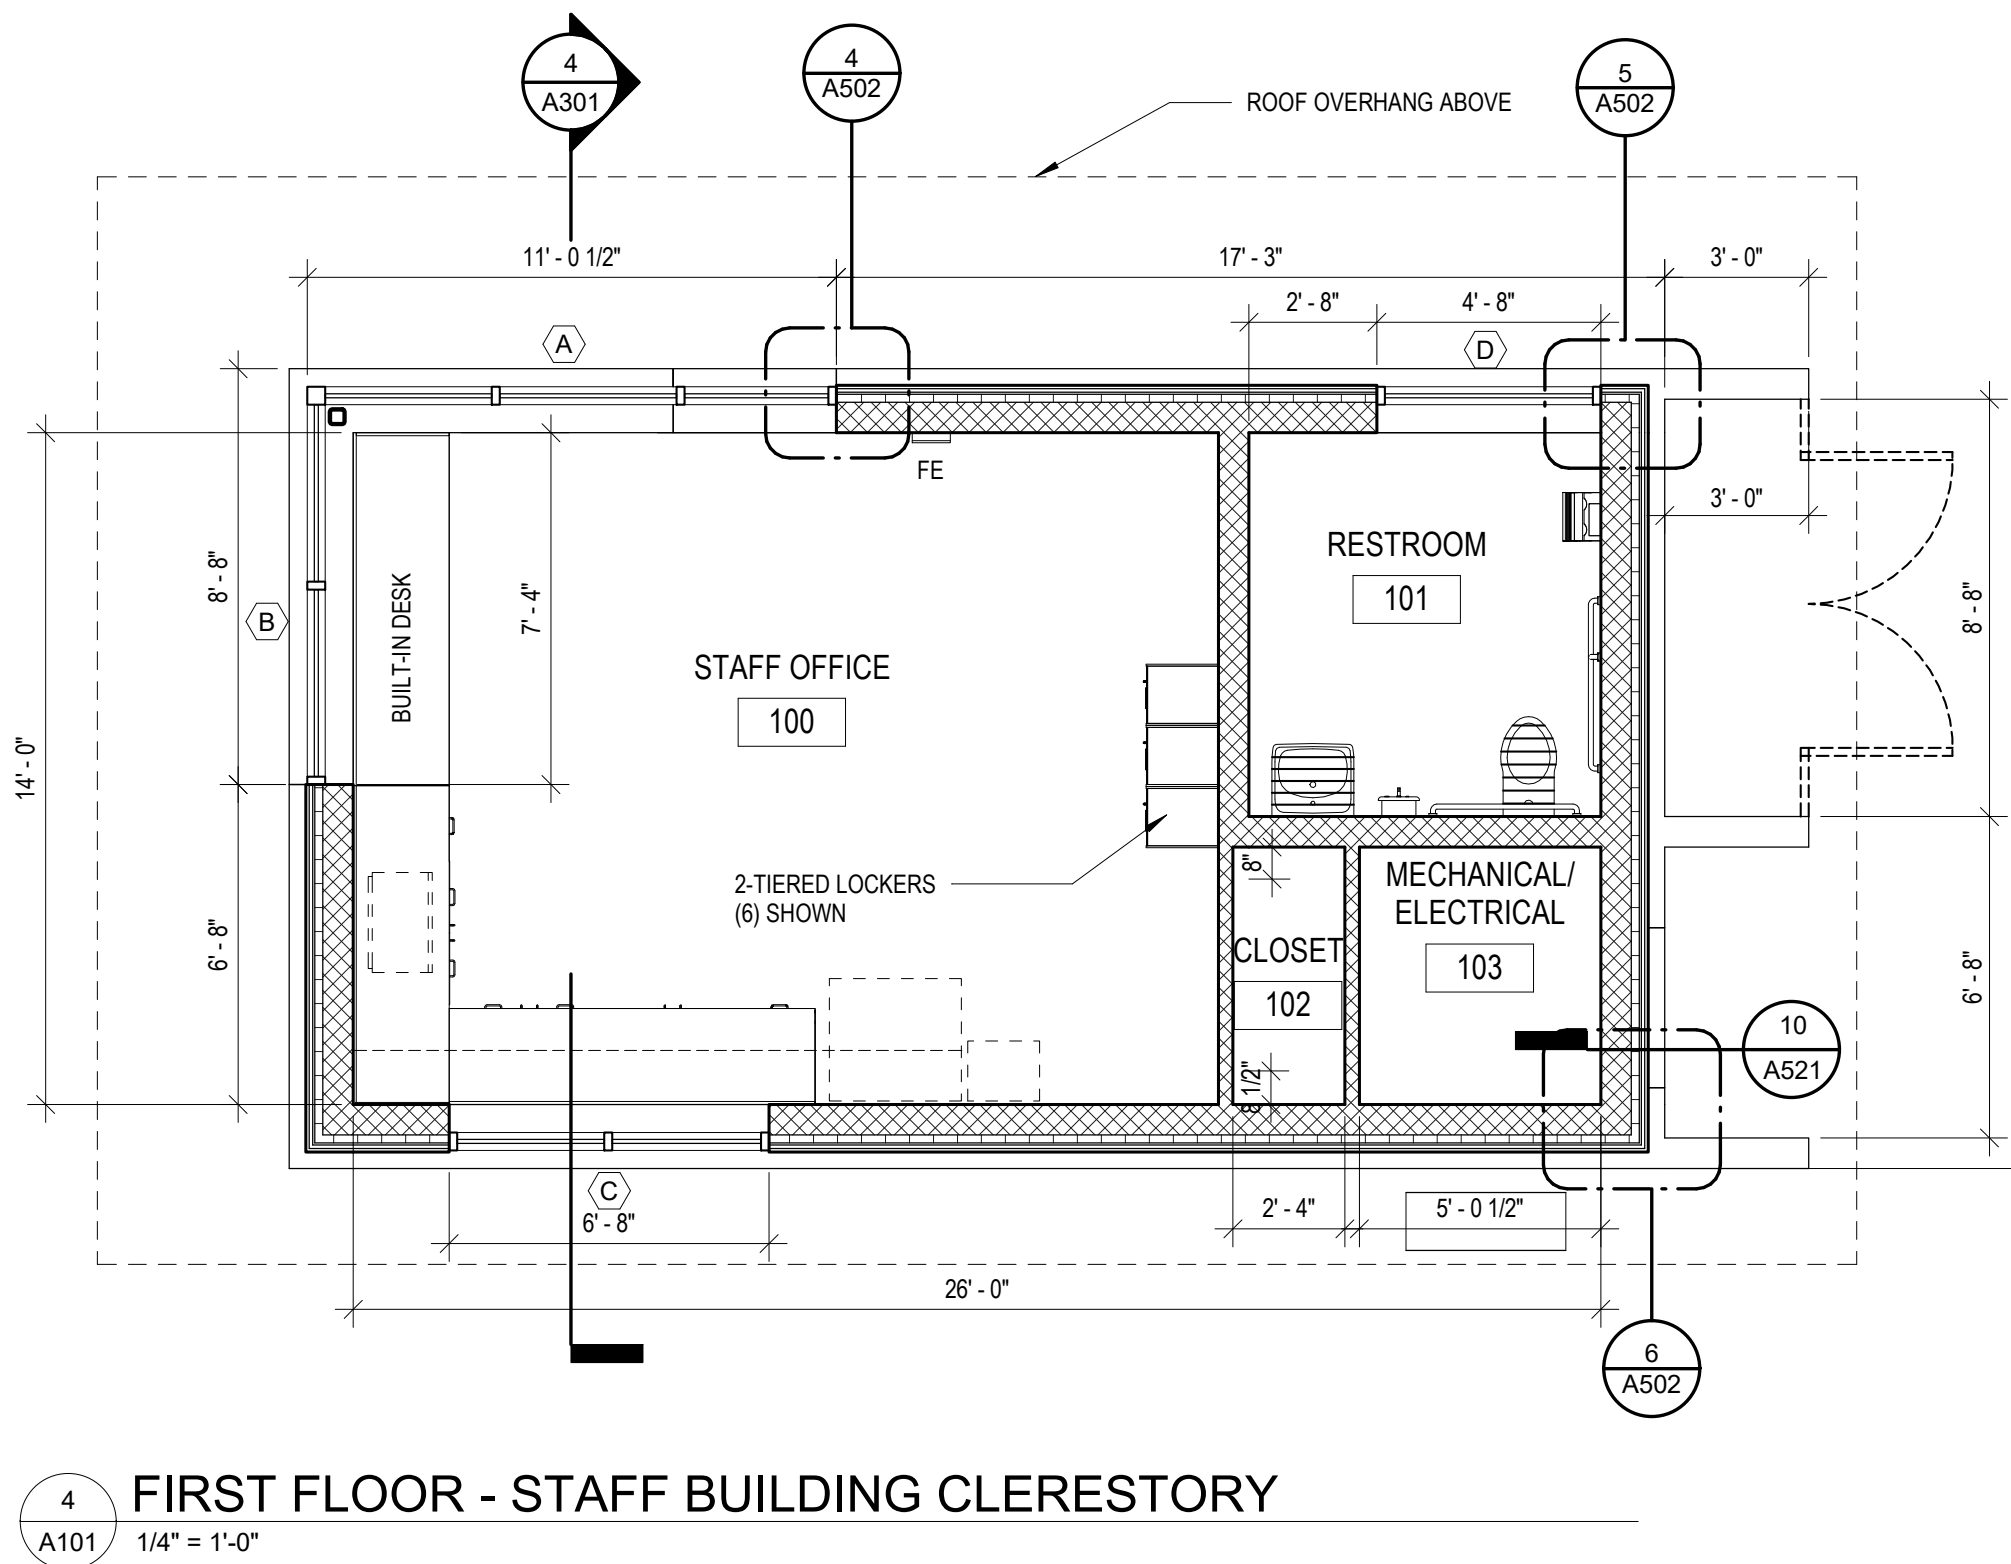 4
A301
4
A502
5
A502
ROOF OVERHANG ABOVE
11' - 0 1/2"
17' - 3"
3' - 0"
2' - 8"
4' - 8"
A
D
FE
3' - 0"
RESTROOM
101
8' - 8"
B
BUILT-IN DESK
7' - 4"
8' - 8"
STAFF OFFICE
100
14' - 0"
2-TIERED LOCKERS
(6) SHOWN
8"
MECHANICAL/
ELECTRICAL
103
CLOSET
102
6' - 8"
6' - 8"
8 1/2"
10
A521
C
6' - 8"
2' - 4"
5' - 0 1/2"
26' - 0"
6
A502
4
A101
FIRST FLOOR - STAFF BUILDING CLERESTORY
1/4" = 1'-0"